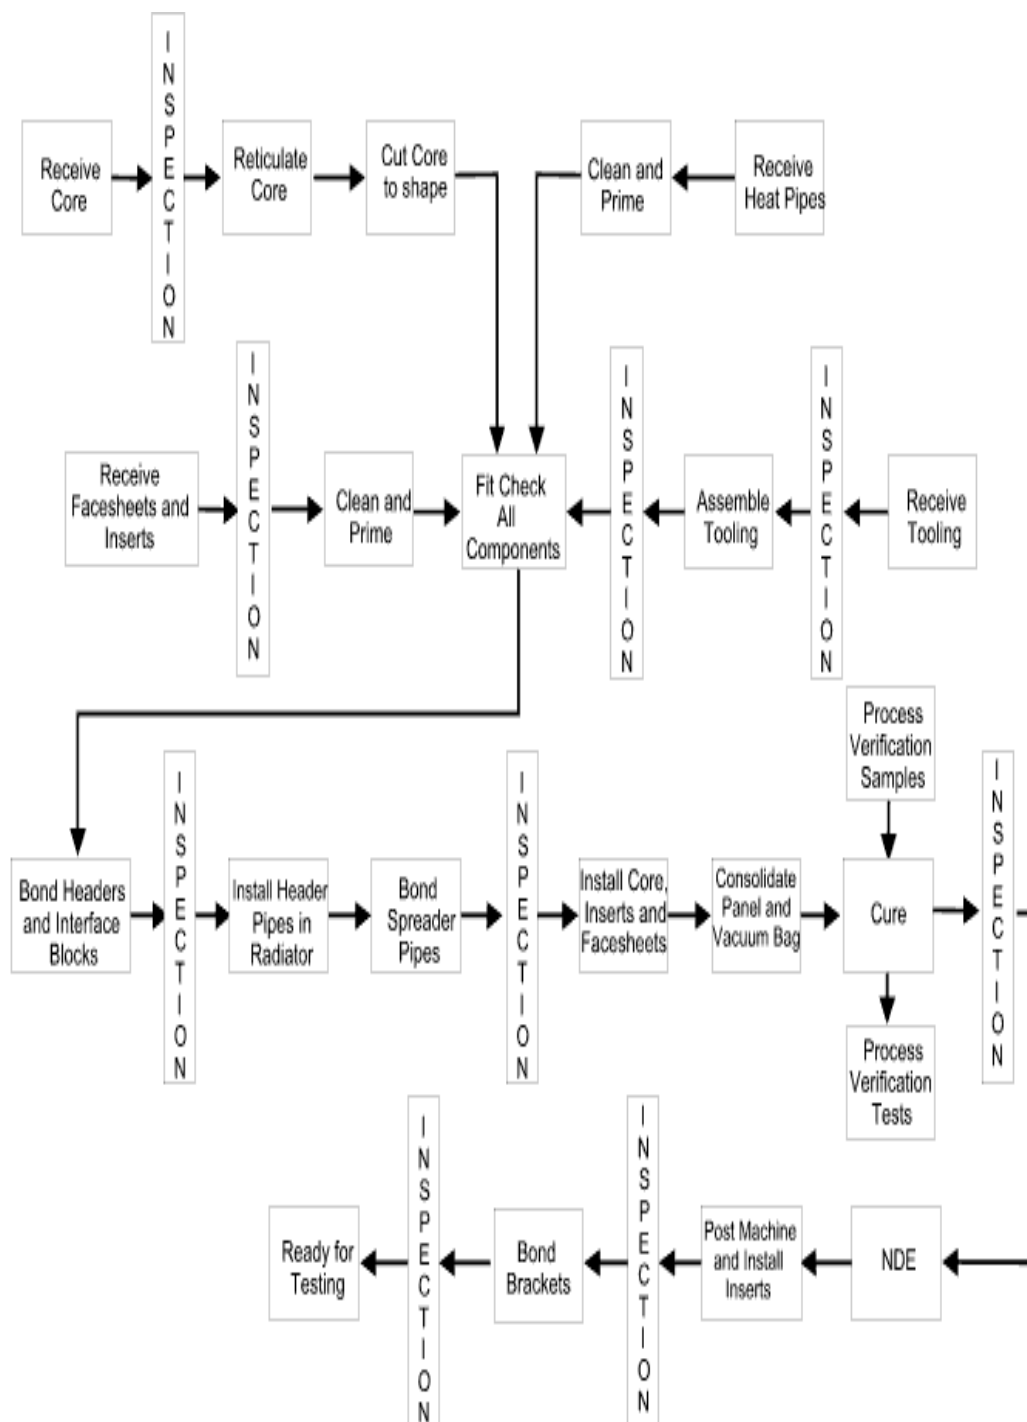 INSPECTION
Receive
Core
Reticulate
Core
Cut Core
to shape
Clean and
Prime
Receive
Heat Pipes
INSPECTION
INSPECTION
INSPECTION
Receive
Facesheets and
Inserts
Clean and
Prime
Fit Check
All
Components
Assemble
Tooling
Receive
Tooling
Process
Verification
Samples
INSPECTION
INSPECTION
INSPECTION
Bond Headers
and Interface
Blocks
Install Header
Pipes in
Radiator
Bond
Spreader
Pipes
Install Core,
Inserts and
Facesheets
Consolidate
Panel and
Vacuum Bag
Cure
Process
Verification
Tests
INSPECTION
INSPECTION
Ready for
Testing
Bond
Brackets
Post Machine
and Install
Inserts
NDE